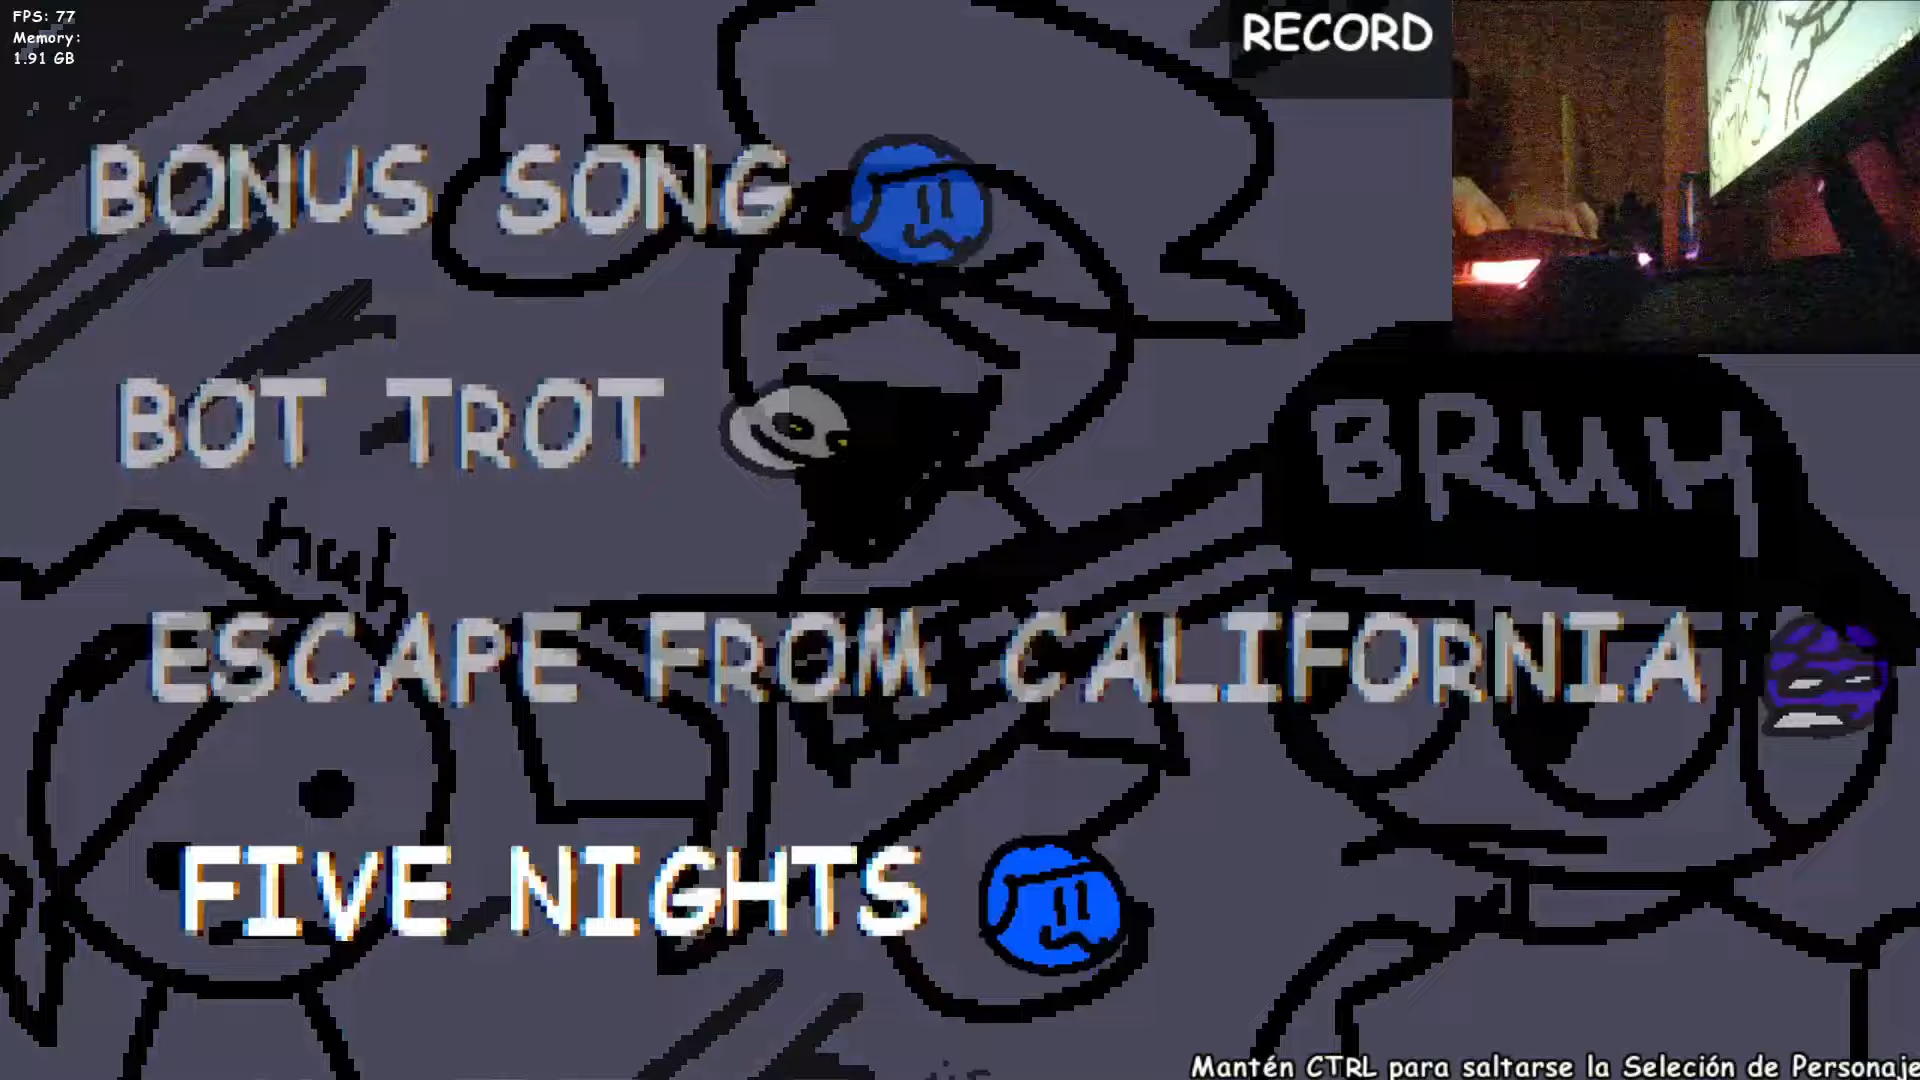 FPS: 77
Memory:
1.91 GB
RECORD
BONUS SONG
BOT TROT
BRUH
huh
ESCAPE FROM CALIFORNIA
FIVE NIGHTS
Mantén CTRL para saltarse la Seleción de Personaje